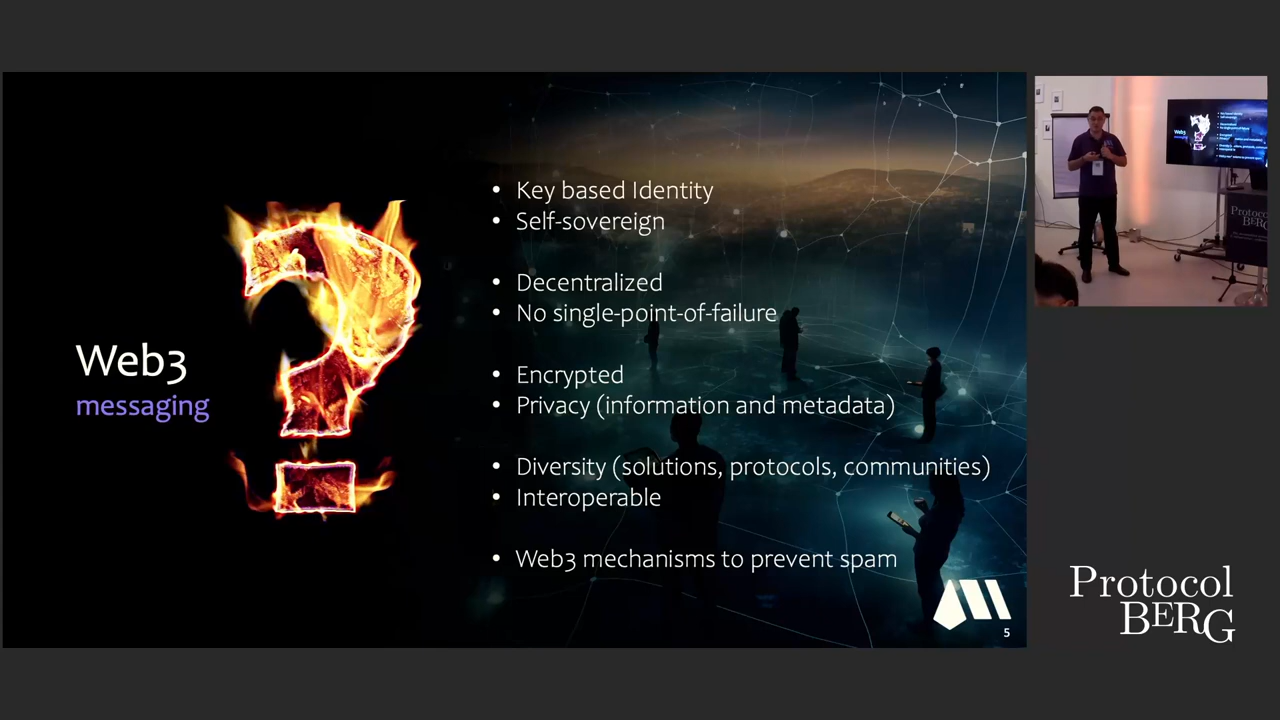 Web3
messaging
• Key based Identity
• Self-sovereign
• Decentralized
• No single-point-of-failure
• Encrypted
• Privacy (information and metadata)
• Diversity (solutions, protocols, communities)
• Interoperable
• Web3 mechanisms to prevent spam
5
Protocol
BERG